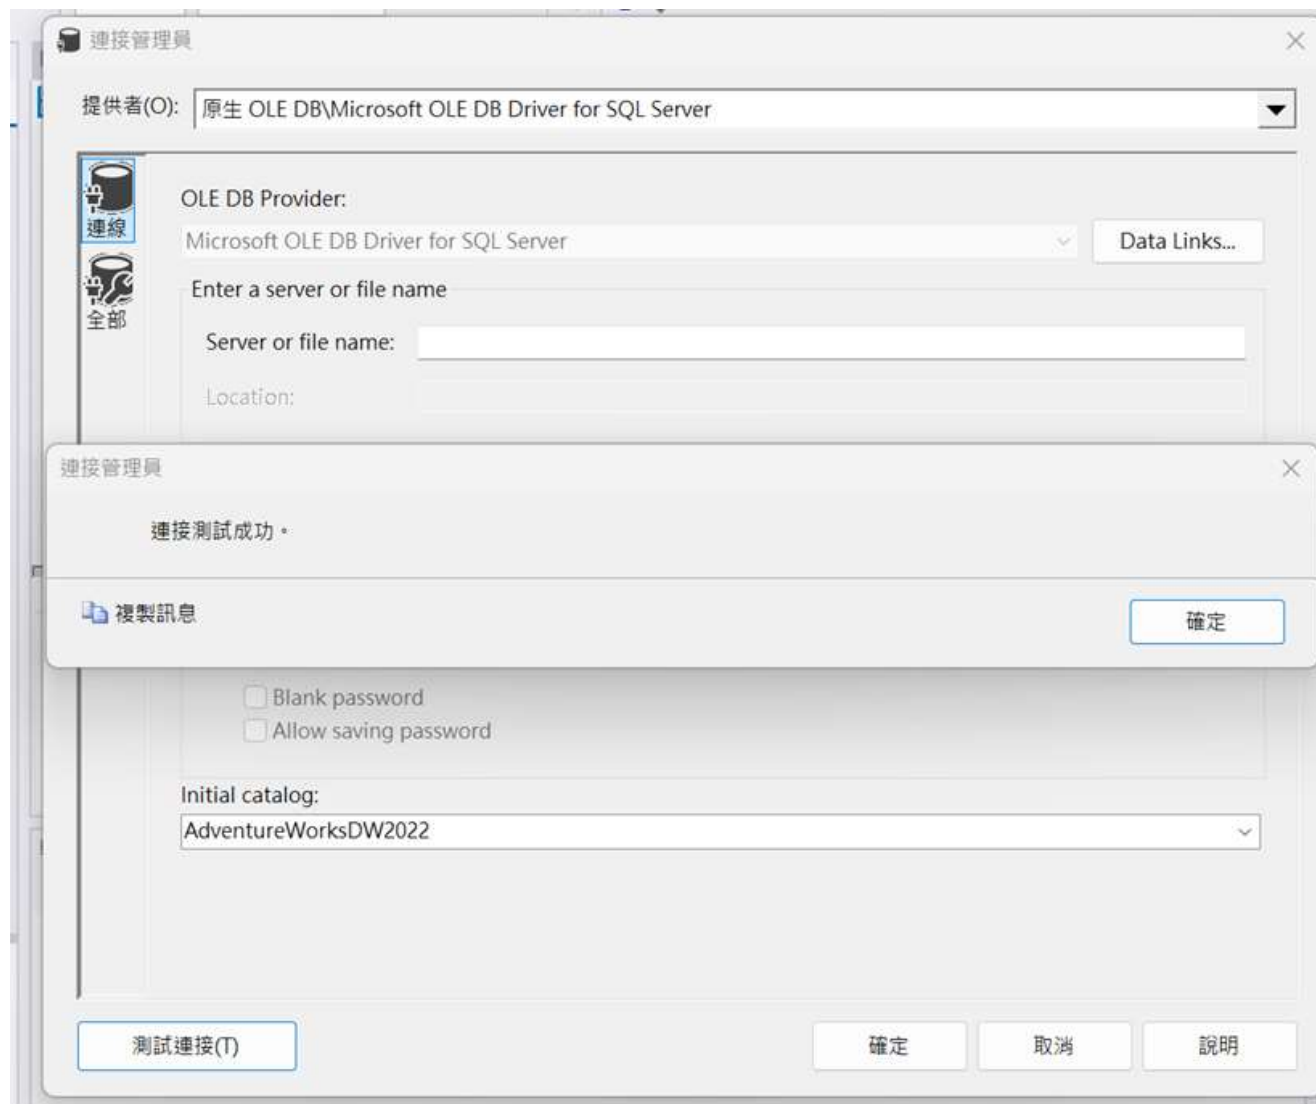 連接管理員
提供者(O): 原生 OLE DB\Microsoft OLE DB Driver for SQL Server
連線
全部
OLE DB Provider:
Microsoft OLE DB Driver for SQL Server
Data Links...
Enter a server or file name
Server or file name:
Location:
連接管理員
連接測試成功。
複製訊息
確定
Blank password
Allow saving password
Initial catalog:
AdventureWorksDW2022
測試連接(T)
確定
取消
說明